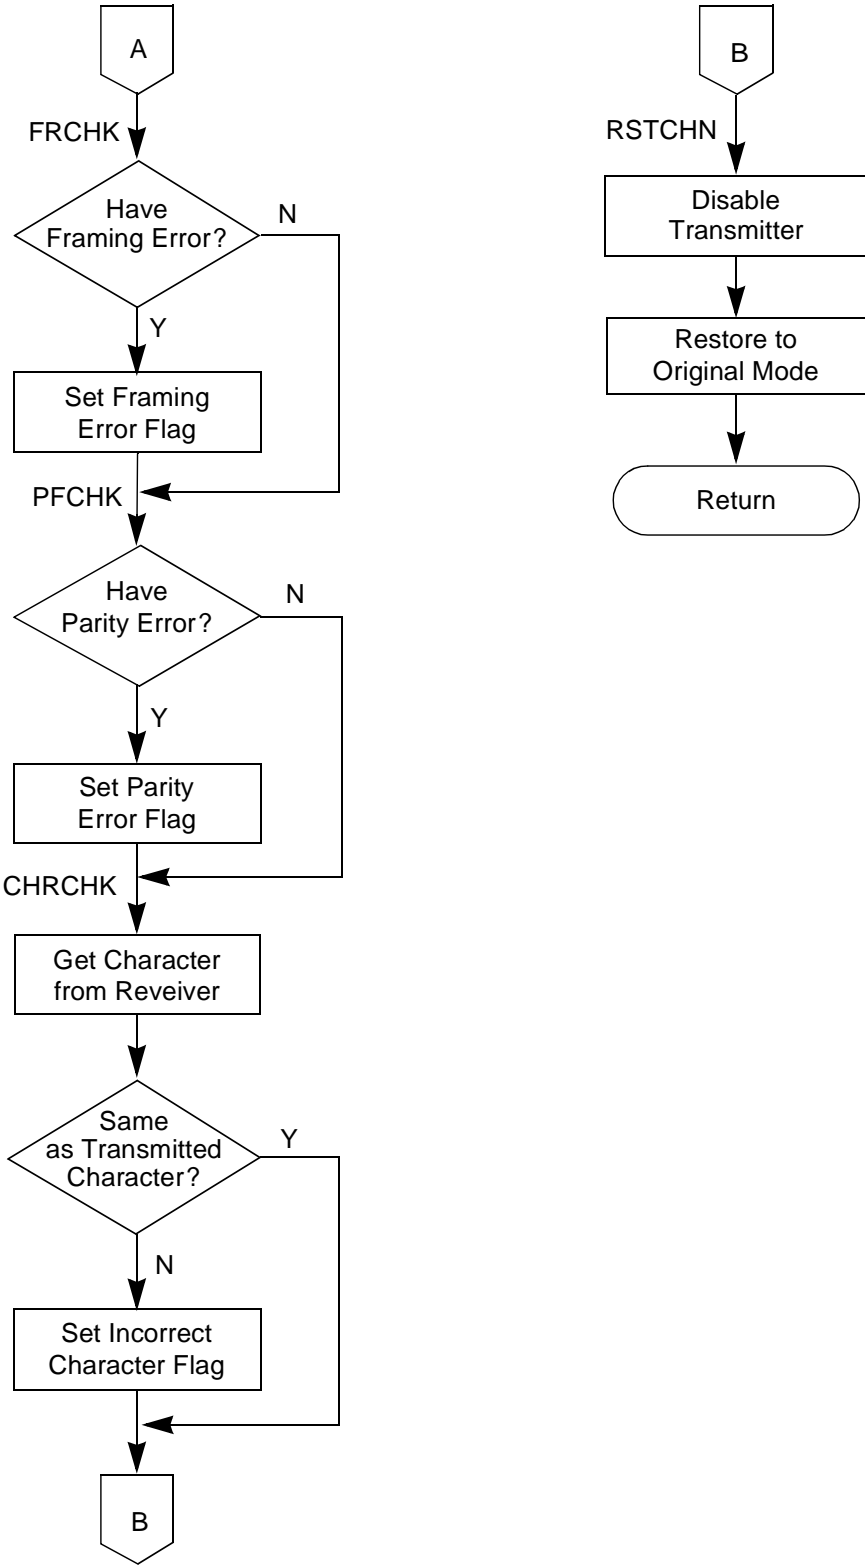 A
FRCHK
Have
Framing Error?
N
Y
Set Framing
Error Flag
PFCHK
Have
Parity Error?
N
Y
Set Parity
Error Flag
CHRCHK
Get Character
from Reveiver
Same
as Transmitted
Character?
Y
N
Set Incorrect
Character Flag
B
B
RSTCHN
Disable
Transmitter
Restore to
Original Mode
Return